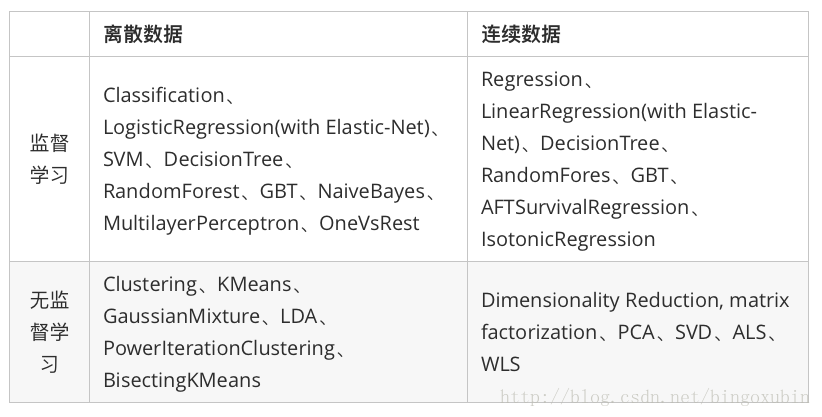 离散数据
连续数据
监督
学习
Classification、
LogisticRegression(with Elastic-Net)、
SVM、DecisionTree、
RandomForest、GBT、NaiveBayes、
MultilayerPerceptron、OneVsRest
Regression、
LinearRegression(with Elastic-
Net)、DecisionTree、
RandomFores、GBT、
AFTSurvivalRegression、
IsotonicRegression
无监
督学
习
Clustering、KMeans、
GaussianMixture、LDA、
PowerIterationClustering、
BisectingKMeans
Dimensionality Reduction, matrix
factorization、PCA、SVD、ALS、
WLS
http://blog.csdn.net/bingoxubin